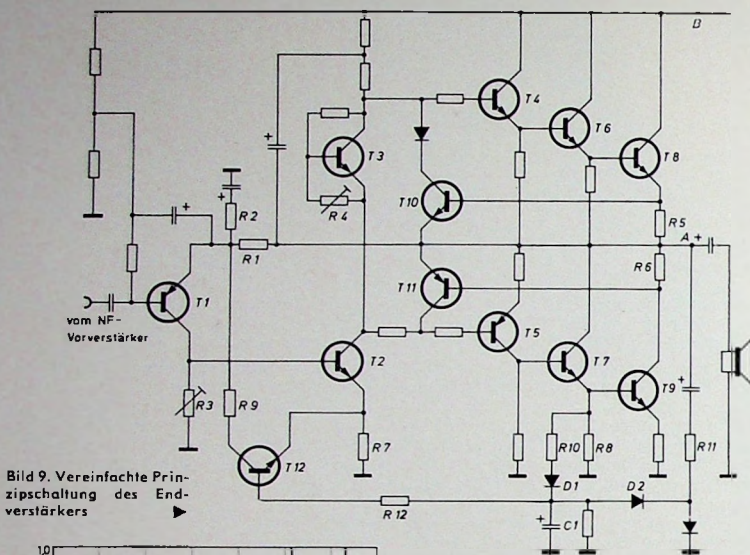 B
T4
T6
T8
T3
R4
T10
R2
R1
R5
A +
R6
T1
T11
vom NF-
Vorverstärker
T5
T2
T7
T9
R3
R9
R7
R10
R8
R11
T12
D1
D2
R12
C1
+
+
+
+
+
Bild 9. Vereinfachte Prin-
zipschaltung des End-
verstärkers
1,0